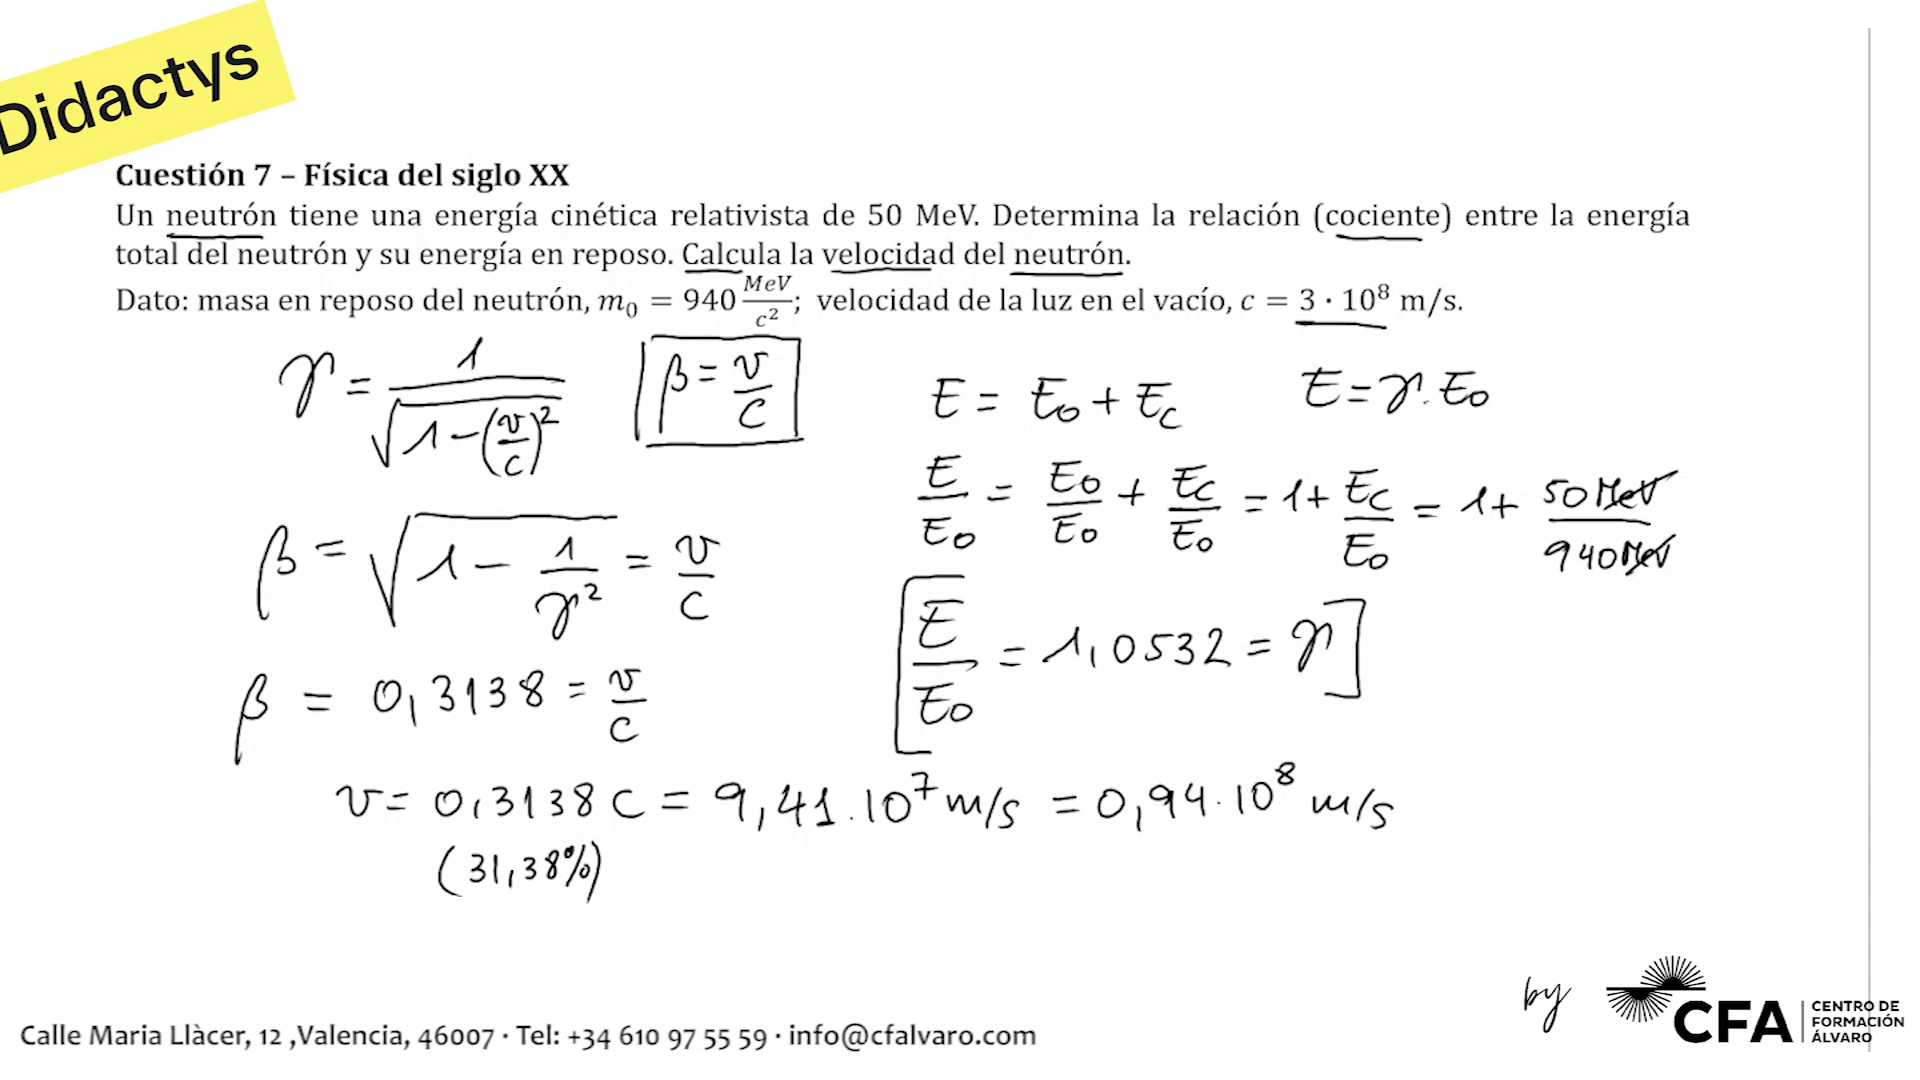 Didactys
Cuestión 7 – Física del siglo XX
Un neutrón tiene una energía cinética relativista de 50 MeV. Determina la relación (cociente) entre la energía
total del neutrón y su energía en reposo. Calcula la velocidad del neutrón.
Dato: masa en reposo del neutrón, m₀ = 940 MeV/c²; velocidad de la luz en el vacío, c = 3 · 10⁸ m/s.
γ = 1/√(1-(v/c)²)
β = v/c
E = E₀ + Ec
E = γ.E₀
E/E₀ = E₀/E₀ + Ec/E₀ = 1+ Ec/E₀ = 1+ 50 MeV/940 MeV
β = √(1 - 1/γ²) = v/c
[E/E₀ = 1,0532 = γ]
β = 0,3138 = v/c
v = 0,3138 c = 9,41.10⁷ m/s = 0,94.10⁸ m/s
(31,38%)
by
CFA
CENTRO DE
FORMACIÓN
ÁLVARO
Calle Maria Llàcer, 12 ,Valencia, 46007 · Tel: +34 610 97 55 59 · info@cfalvaro.com